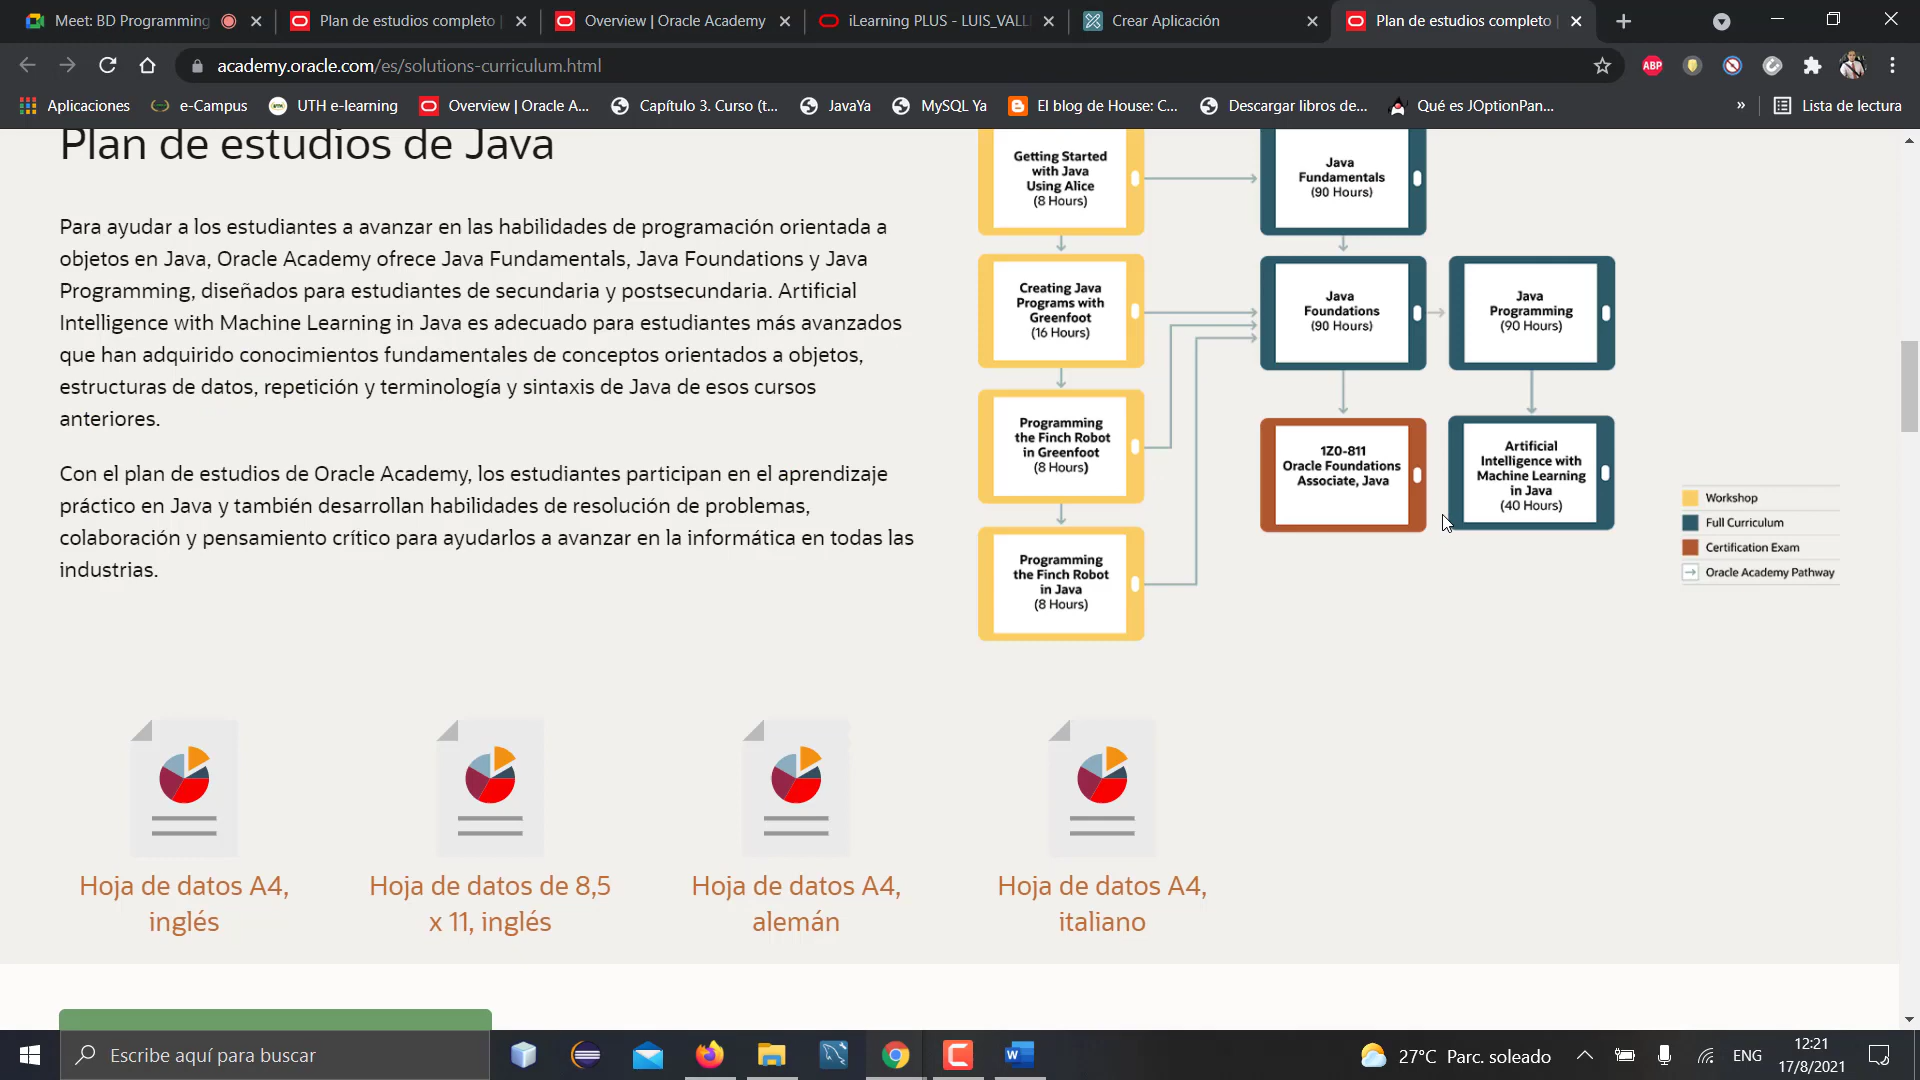 Meet: BD Programming
Plan de estudios completo
Overview | Oracle Academy
iLearning PLUS - LUIS_VALL
Crear Aplicación
Plan de estudios completo
academy.oracle.com/es/solutions-curriculum.html
ABP
Aplicaciones
e-Campus
UTH e-learning
Overview | Oracle A...
Capítulo 3. Curso (t...
JavaYa
MySQL Ya
El blog de House: C...
Descargar libros de...
Qué es JOptionPan...
»
Lista de lectura
Plan de estudios de Java
Para ayudar a los estudiantes a avanzar en las habilidades de programación orientada a
objetos en Java, Oracle Academy ofrece Java Fundamentals, Java Foundations y Java
Programming, diseñados para estudiantes de secundaria y postsecundaria. Artificial
Intelligence with Machine Learning in Java es adecuado para estudiantes más avanzados
que han adquirido conocimientos fundamentales de conceptos orientados a objetos,
estructuras de datos, repetición y terminología y sintaxis de Java de esos cursos
anteriores.
Con el plan de estudios de Oracle Academy, los estudiantes participan en el aprendizaje
práctico en Java y también desarrollan habilidades de resolución de problemas,
colaboración y pensamiento crítico para ayudarlos a avanzar en la informática en todas las
industrias.
Getting Started
with Java
Using Alice
(8 Hours)
Java
Fundamentals
(90 Hours)
Creating Java
Programs with
Greenfoot
(16 Hours)
Java
Foundations
(90 Hours)
Java
Programming
(90 Hours)
Programming
the Finch Robot
in Greenfoot
(8 Hours)
1Z0-811
Oracle Foundations
Associate, Java
Artificial
Intelligence with
Machine Learning
in Java
(40 Hours)
Programming
the Finch Robot
in Java
(8 Hours)
Workshop
Full Curriculum
Certification Exam
Oracle Academy Pathway
Hoja de datos A4,
inglés
Hoja de datos de 8,5
x 11, inglés
Hoja de datos A4,
alemán
Hoja de datos A4,
italiano
Escribe aquí para buscar
27°C Parc. soleado
ENG
12:21
17/8/2021